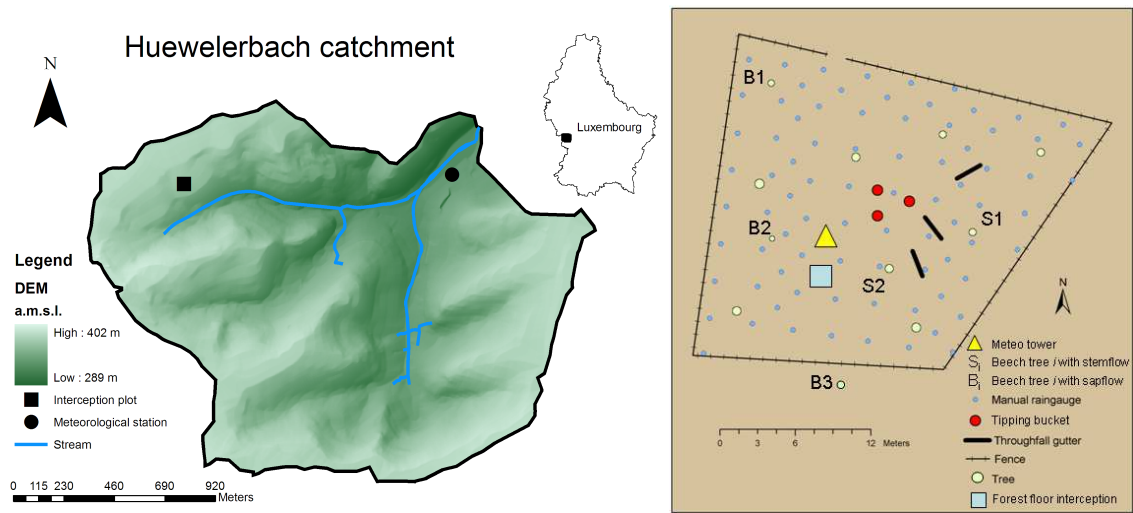 Huewelerbach catchment
N
Luxembourg
Legend
DEM
a.m.s.l.
High : 402 m
Low : 289 m
Interception plot
Meteorological station
Stream
0 115 230 460 690 920
Meters
B1
B2
S1
S2
B3
N
Meteo tower
Si Beech tree i with stemflow
Bi Beech tree i with sapflow
Manual raingauge
Tipping bucket
Throughfall gutter
Fence
Tree
Forest floor interception
0 3 6 12 Meters